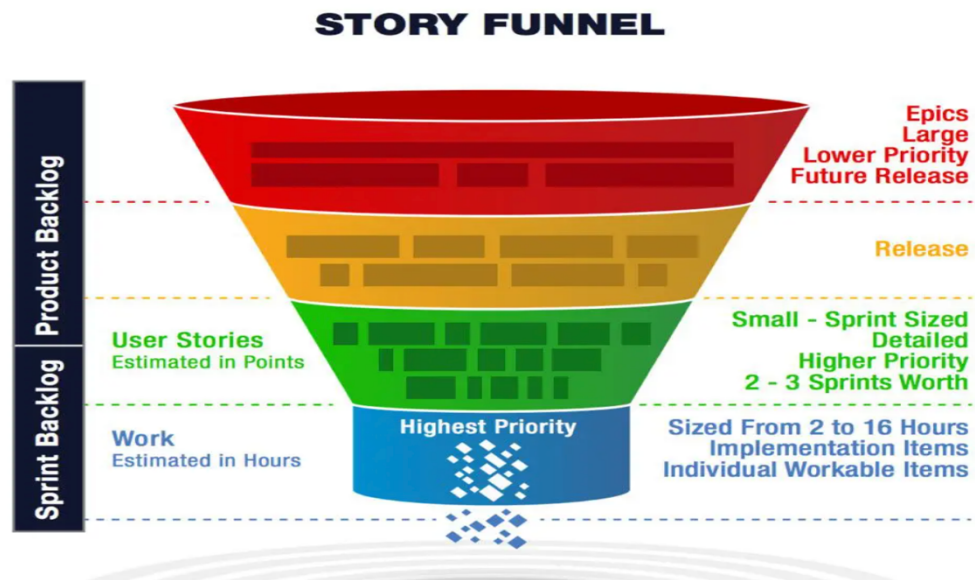 STORY FUNNEL
Product Backlog
Sprint Backlog
Epics
Large
Lower Priority
Future Release
Release
User Stories
Estimated in Points
Small - Sprint Sized
Detailed
Higher Priority
2 - 3 Sprints Worth
Work
Estimated in Hours
Highest Priority
Sized From 2 to 16 Hours
Implementation Items
Individual Workable Items